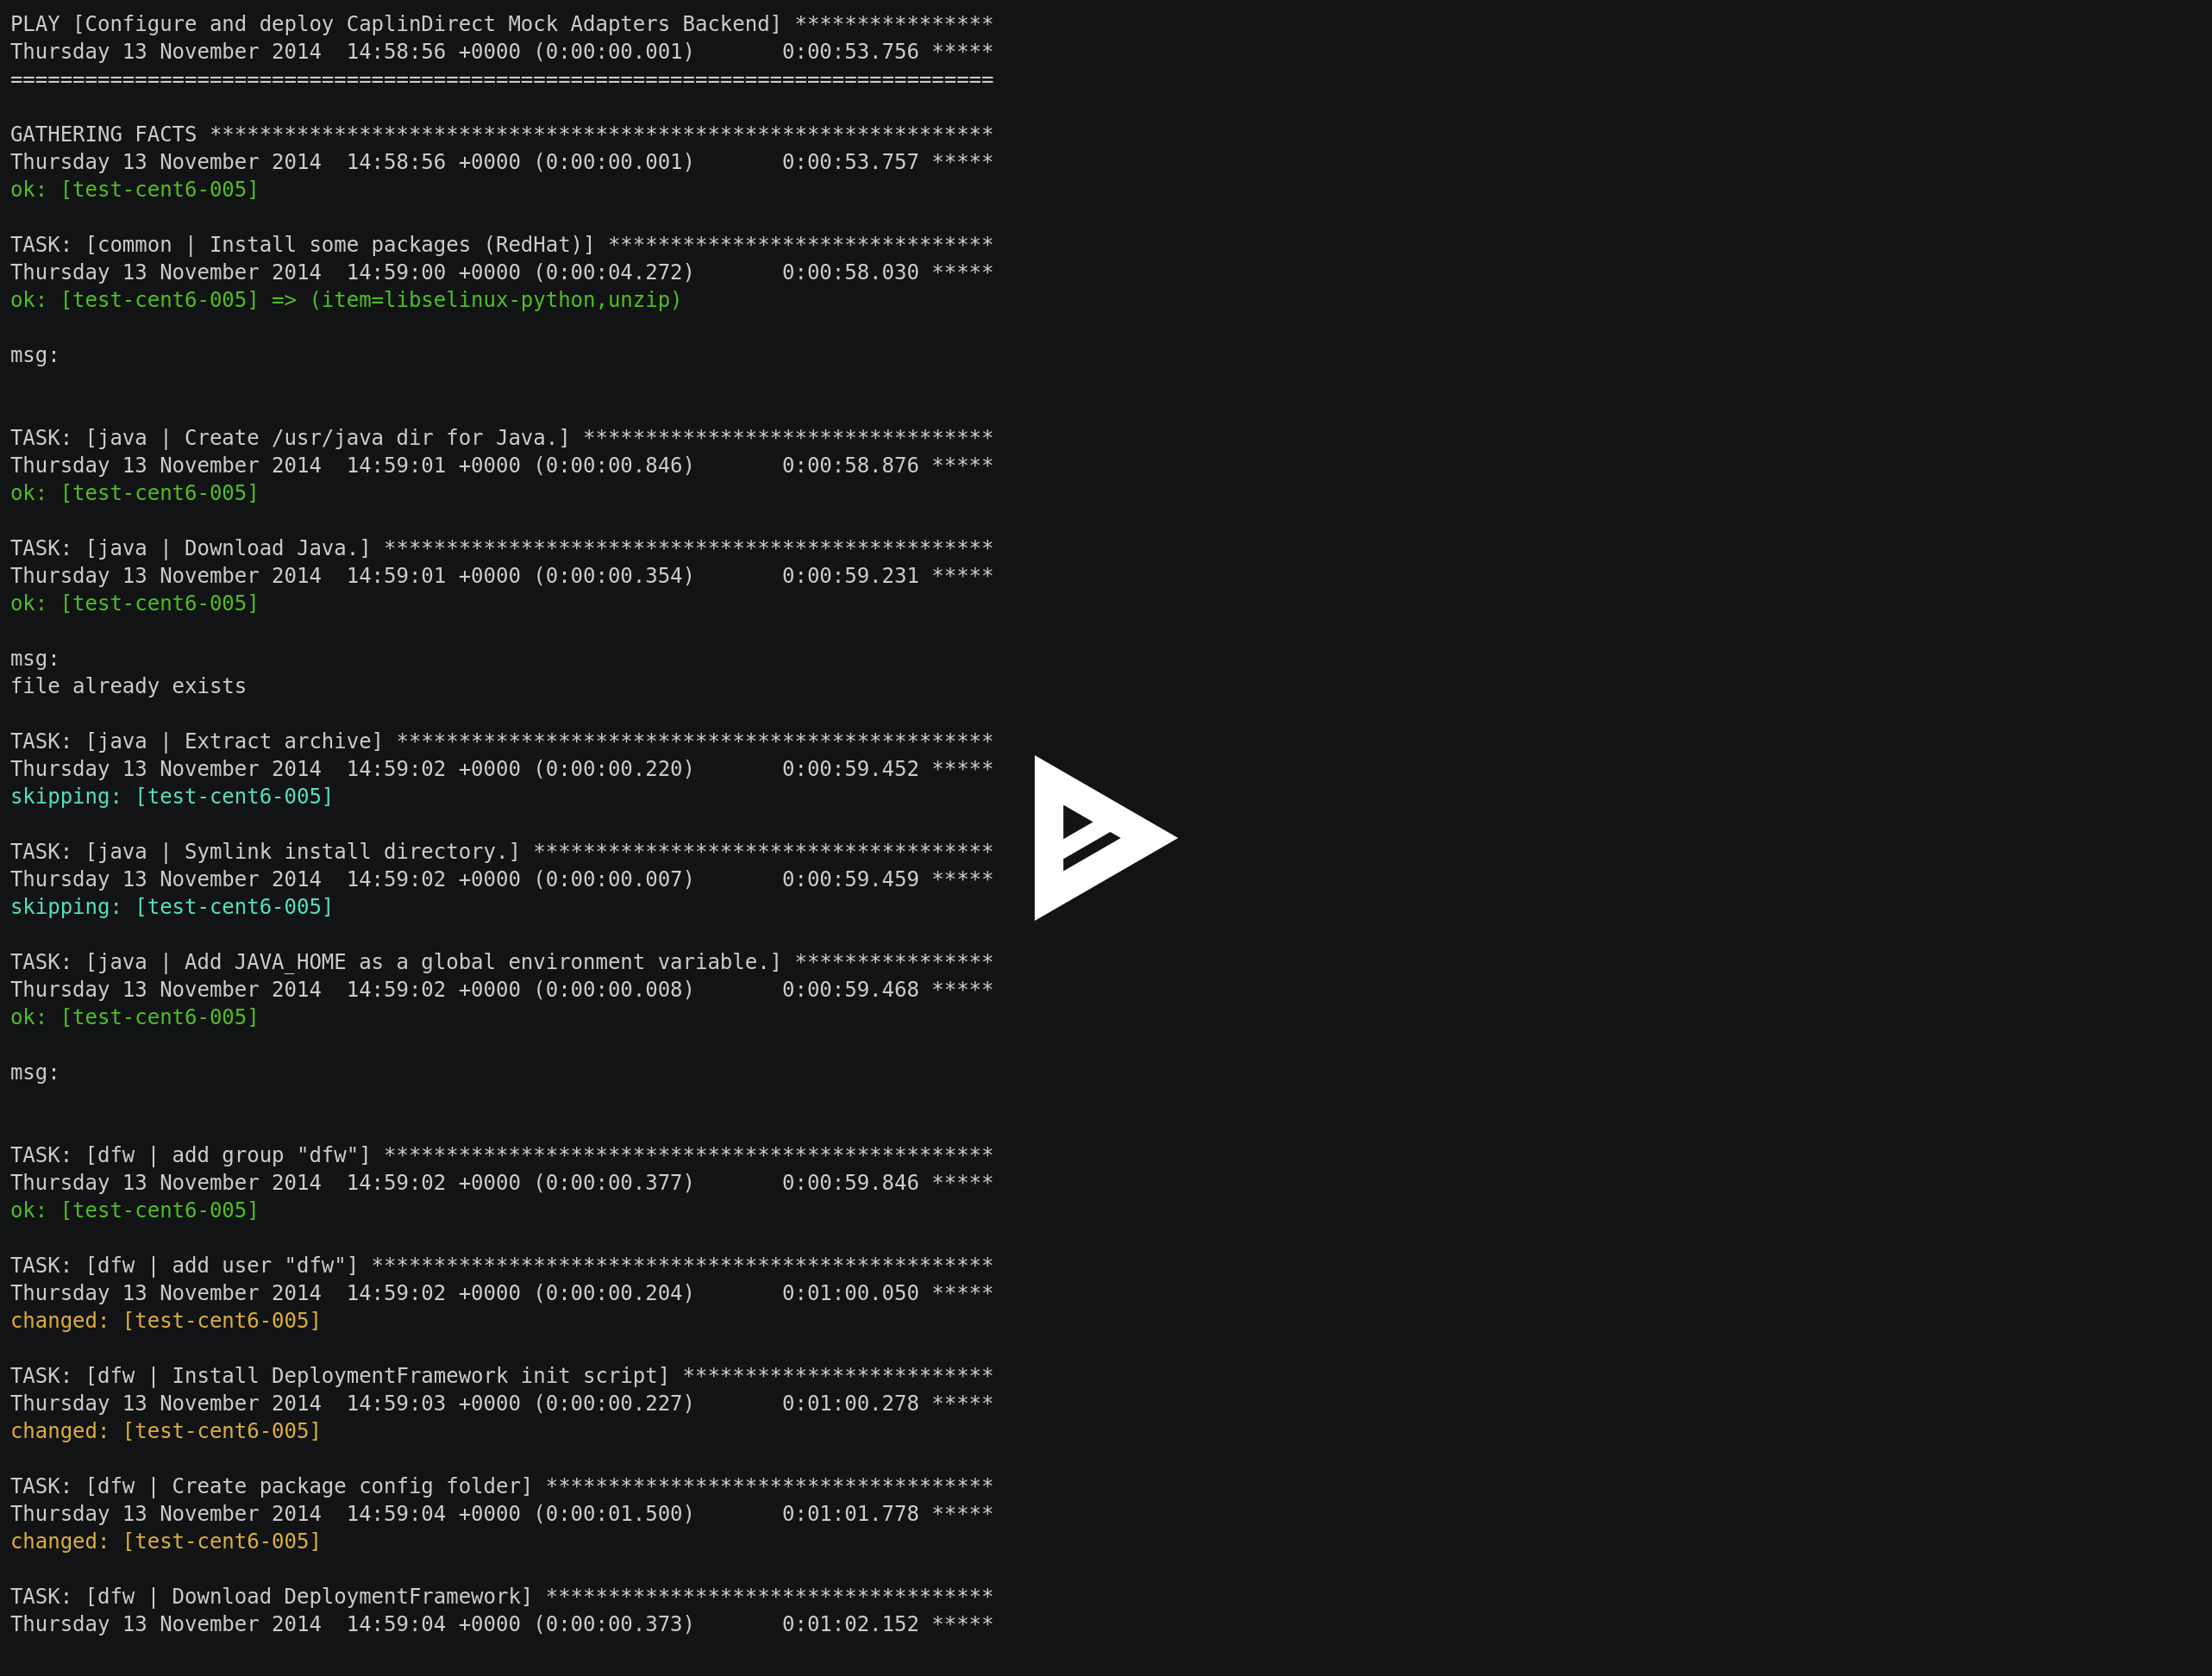 PLAY [Configure and deploy CaplinDirect Mock Adapters Backend] ****************
Thursday 13 November 2014  14:58:56 +0000 (0:00:00.001)       0:00:53.756 *****
===============================================================================
GATHERING FACTS ***************************************************************
Thursday 13 November 2014  14:58:56 +0000 (0:00:00.001)       0:00:53.757 *****
ok: [test-cent6-005]
TASK: [common | Install some packages (RedHat)] *******************************
Thursday 13 November 2014  14:59:00 +0000 (0:00:04.272)       0:00:58.030 *****
ok: [test-cent6-005] => (item=libselinux-python,unzip)
msg:
TASK: [java | Create /usr/java dir for Java.] *********************************
Thursday 13 November 2014  14:59:01 +0000 (0:00:00.846)       0:00:58.876 *****
ok: [test-cent6-005]
TASK: [java | Download Java.] *************************************************
Thursday 13 November 2014  14:59:01 +0000 (0:00:00.354)       0:00:59.231 *****
ok: [test-cent6-005]
msg:
file already exists
TASK: [java | Extract archive] ************************************************
Thursday 13 November 2014  14:59:02 +0000 (0:00:00.220)       0:00:59.452 *****
skipping: [test-cent6-005]
TASK: [java | Symlink install directory.] *************************************
Thursday 13 November 2014  14:59:02 +0000 (0:00:00.007)       0:00:59.459 *****
skipping: [test-cent6-005]
TASK: [java | Add JAVA_HOME as a global environment variable.] ****************
Thursday 13 November 2014  14:59:02 +0000 (0:00:00.008)       0:00:59.468 *****
ok: [test-cent6-005]
msg:
TASK: [dfw | add group "dfw"] *************************************************
Thursday 13 November 2014  14:59:02 +0000 (0:00:00.377)       0:00:59.846 *****
ok: [test-cent6-005]
TASK: [dfw | add user "dfw"] **************************************************
Thursday 13 November 2014  14:59:02 +0000 (0:00:00.204)       0:01:00.050 *****
changed: [test-cent6-005]
TASK: [dfw | Install DeploymentFramework init script] *************************
Thursday 13 November 2014  14:59:03 +0000 (0:00:00.227)       0:01:00.278 *****
changed: [test-cent6-005]
TASK: [dfw | Create package config folder] ************************************
Thursday 13 November 2014  14:59:04 +0000 (0:00:01.500)       0:01:01.778 *****
changed: [test-cent6-005]
TASK: [dfw | Download DeploymentFramework] ************************************
Thursday 13 November 2014  14:59:04 +0000 (0:00:00.373)       0:01:02.152 *****